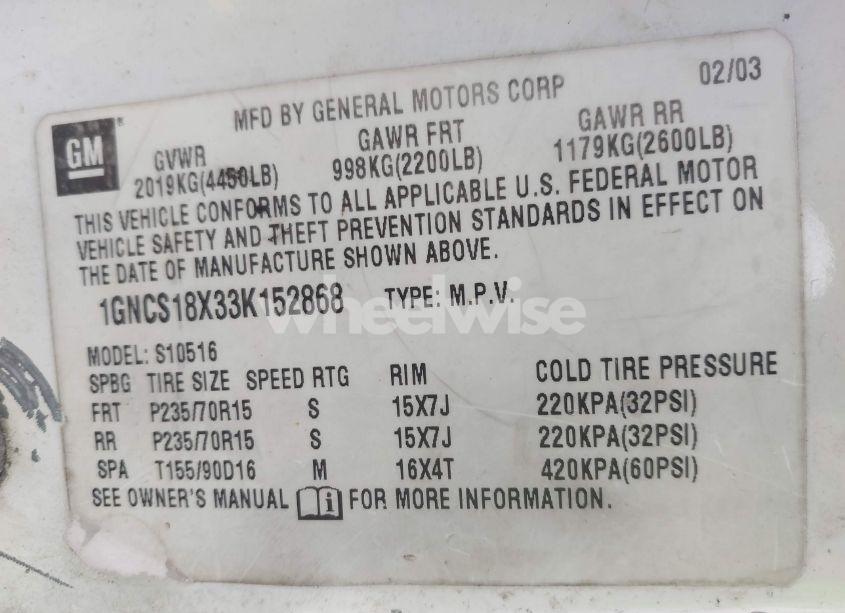 02/03
MFD BY GENERAL MOTORS CORP
GM
®
GVWR GAWR FRT GAWR RR
2019KG(4450LB) 998KG(2200LB) 1179KG(2600LB)
THIS VEHICLE CONFORMS TO ALL APPLICABLE U.S. FEDERAL MOTOR
VEHICLE SAFETY AND THEFT PREVENTION STANDARDS IN EFFECT ON
THE DATE OF MANUFACTURE SHOWN ABOVE.
1GNCS18X33K152868 TYPE: M.P.V.
wheelwise
MODEL: S10516
SPBG TIRE SIZE SPEED RTG RIM COLD TIRE PRESSURE
FRT P235/70R15 S 15X7J 220KPA(32PSI)
RR P235/70R15 S 15X7J 220KPA(32PSI)
SPA T155/90D16 M 16X4T 420KPA(60PSI)
SEE OWNER'S MANUAL i FOR MORE INFORMATION.